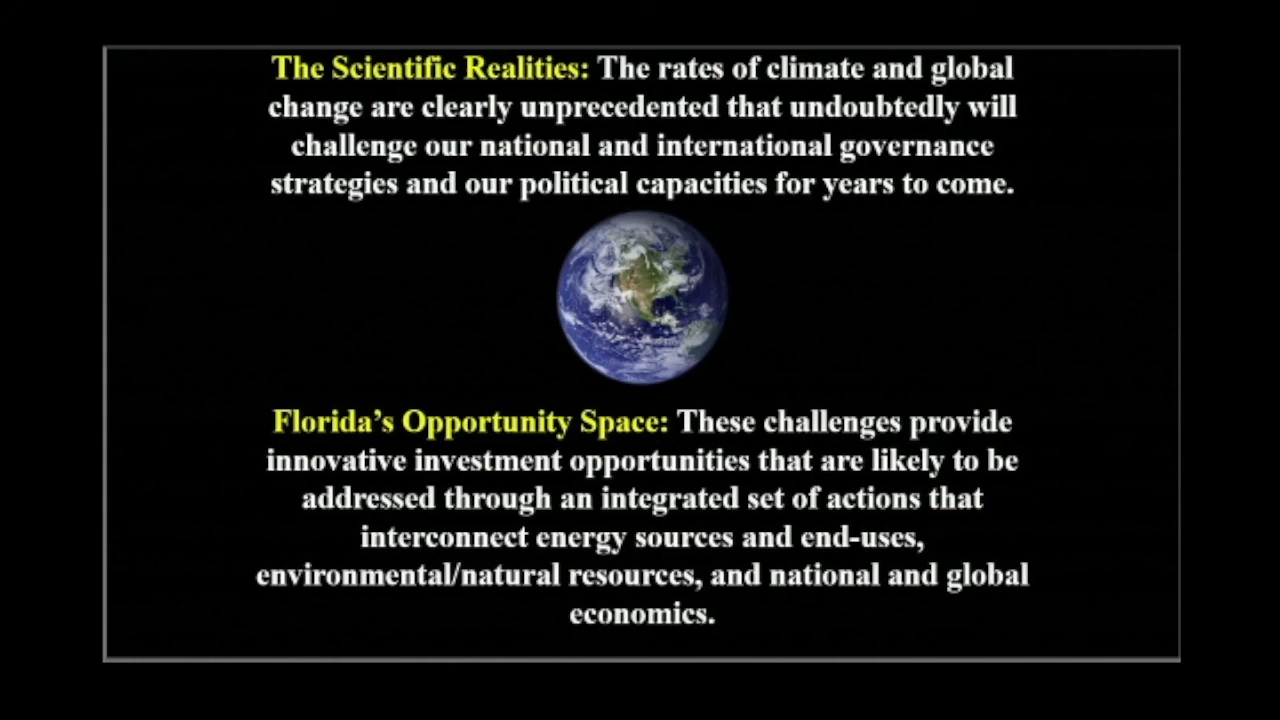 The Scientific Realities: The rates of climate and global
change are clearly unprecedented that undoubtedly will
challenge our national and international governance
strategies and our political capacities for years to come.
Florida’s Opportunity Space: These challenges provide
innovative investment opportunities that are likely to be
addressed through an integrated set of actions that
interconnect energy sources and end-uses,
environmental/natural resources, and national and global
economics.